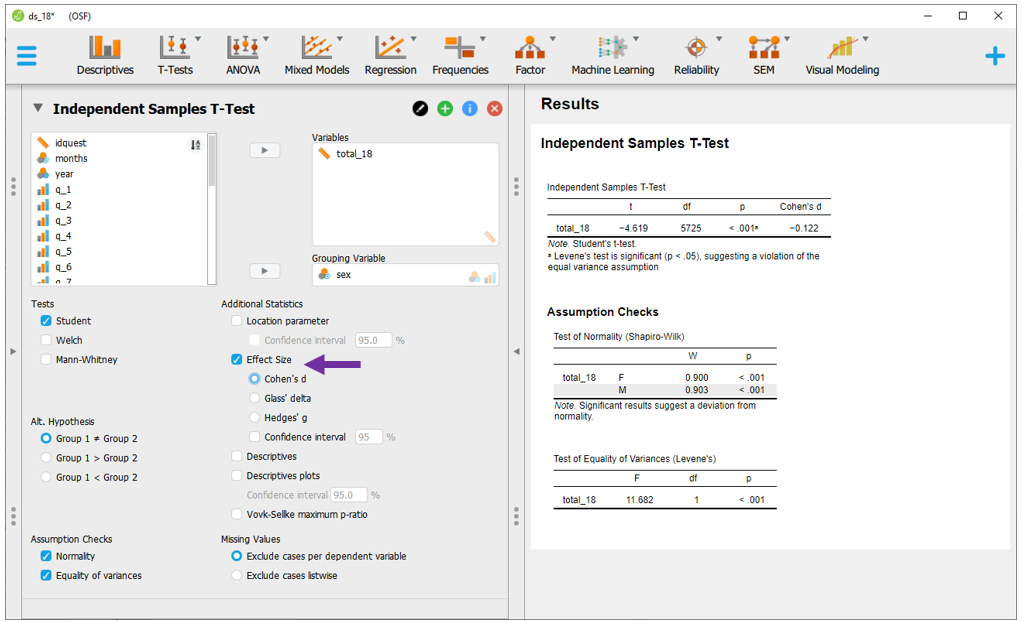 ds_18* (OSF)
Descriptives T-Tests ANOVA Mixed Models Regression Frequencies Factor Machine Learning Reliability SEM Visual Modeling
Independent Samples T-Test
idquest
months
year
q_1
q_2
q_3
q_4
q_5
q_6
q_7
Variables
total_18
Grouping Variable
sex
Tests
Student
Welch
Mann-Whitney
Alt. Hypothesis
Group 1 ≠ Group 2
Group 1 > Group 2
Group 1 < Group 2
Assumption Checks
Normality
Equality of variances
Additional Statistics
Location parameter
Confidence interval 95.0 %
Effect Size
Cohen's d
Glass' delta
Hedges' g
Confidence interval 95 %
Descriptives
Descriptives plots
Confidence interval 95.0 %
Vovk-Sellke maximum p-ratio
Missing Values
Exclude cases per dependent variable
Exclude cases listwise
Results
Independent Samples T-Test
Independent Samples T-Test
t df p Cohen's d
total_18 −4.619 5725 < .001ᵃ −0.122
Note. Student's t-test.
ᵃ Levene's test is significant (p < .05), suggesting a violation of the
equal variance assumption
Assumption Checks
Test of Normality (Shapiro-Wilk)
W p
total_18 F 0.900 < .001
M 0.903 < .001
Note. Significant results suggest a deviation from
normality.
Test of Equality of Variances (Levene's)
F df p
total_18 11.682 1 < .001